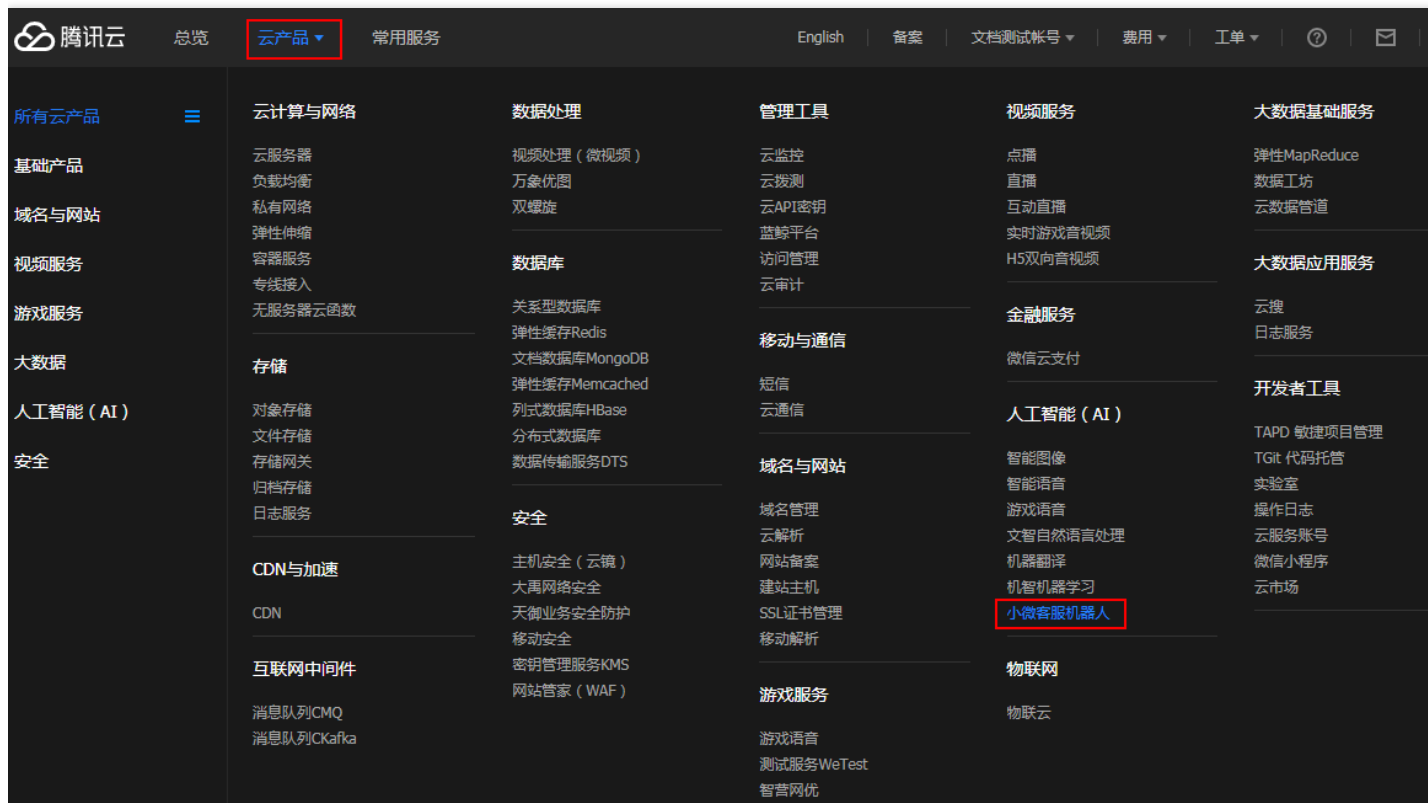 腾讯云 总览 云产品 常用服务 English 备案 文档测试帐号 费用 工单
所有云产品
基础产品
域名与网站
视频服务
游戏服务
大数据
人工智能（AI）
安全
云计算与网络
云服务器
负载均衡
私有网络
弹性伸缩
容器服务
专线接入
无服务器云函数
存储
对象存储
文件存储
存储网关
归档存储
日志服务
CDN与加速
CDN
互联网中间件
消息队列CMQ
消息队列CKafka
数据处理
视频处理（微视频）
万象优图
双螺旋
数据库
关系型数据库
弹性缓存Redis
文档数据库MongoDB
弹性缓存Memcached
列式数据库HBase
分布式数据库
数据传输服务DTS
安全
主机安全（云镜）
大禹网络安全
天御业务安全防护
移动安全
密钥管理服务KMS
网站管家（WAF）
管理工具
云监控
云拨测
云API密钥
蓝鲸平台
访问管理
云审计
移动与通信
短信
云通信
域名与网站
域名管理
云解析
网站备案
建站主机
SSL证书管理
移动解析
游戏服务
游戏语音
测试服务WeTest
智营网优
视频服务
点播
直播
互动直播
实时游戏音视频
H5双向音视频
金融服务
微信云支付
人工智能（AI）
智能图像
智能语音
游戏语音
文智自然语言处理
机器翻译
机智机器学习
小微客服机器人
物联网
物联云
大数据基础服务
弹性MapReduce
数据工坊
云数据管道
大数据应用服务
云搜
日志服务
开发者工具
TAPD 敏捷项目管理
TGit 代码托管
实验室
操作日志
云服务账号
微信小程序
云市场